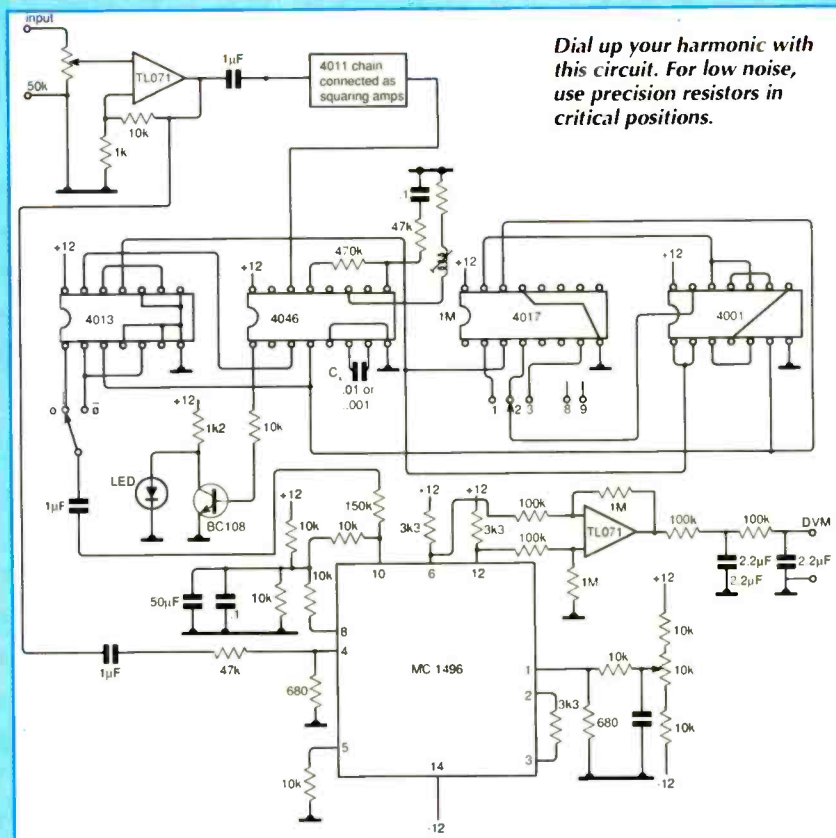 input
50k
TL071
10k
1k
1µF
4011 chain
connected as
squaring amps
Dial up your harmonic with
this circuit. For low noise,
use precision resistors in
critical positions.
.1
47k
470k
+12
4013
+12
4046
+12
1M
4017
+12
4001
C
.01 or
.001
1 2 3 8 9
+12
1k2
10k
LED
BC108
1µF
150k
+12
10k
10k
50µF
.1
10k
10k
3k3
+12
+12
3k3
100k
100k
1M
TL071
1M
100k
100k
DVM
2.2µF
2.2µF
10
6
12
8
4
5
14
1
2
3
MC 1496
1µF
47k
680
10k
-12
3k3
10k
680
+12
10k
10k
10k
-12